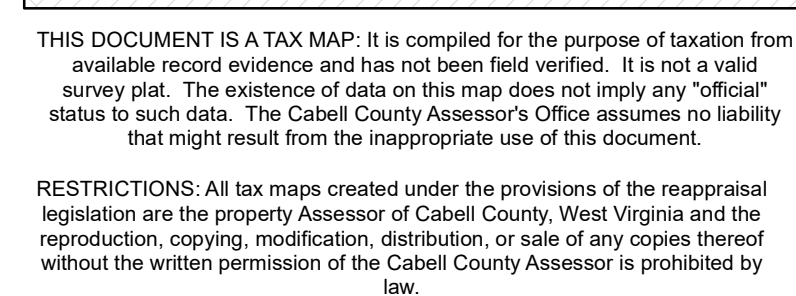 THIS DOCUMENT IS A TAX MAP: It is compiled for the purpose of taxation from
available record evidence and has not been field verified.  It is not a valid
survey plat.  The existence of data on this map does not imply any "official"
status to such data.  The Cabell County Assessor's Office assumes no liability
that might result from the inappropriate use of this document.
RESTRICTIONS: All tax maps created under the provisions of the reappraisal
legislation are the property Assessor of Cabell County, West Virginia and the
reproduction, copying, modification, distribution, or sale of any copies thereof
without the written permission of the Cabell County Assessor is prohibited by
law.